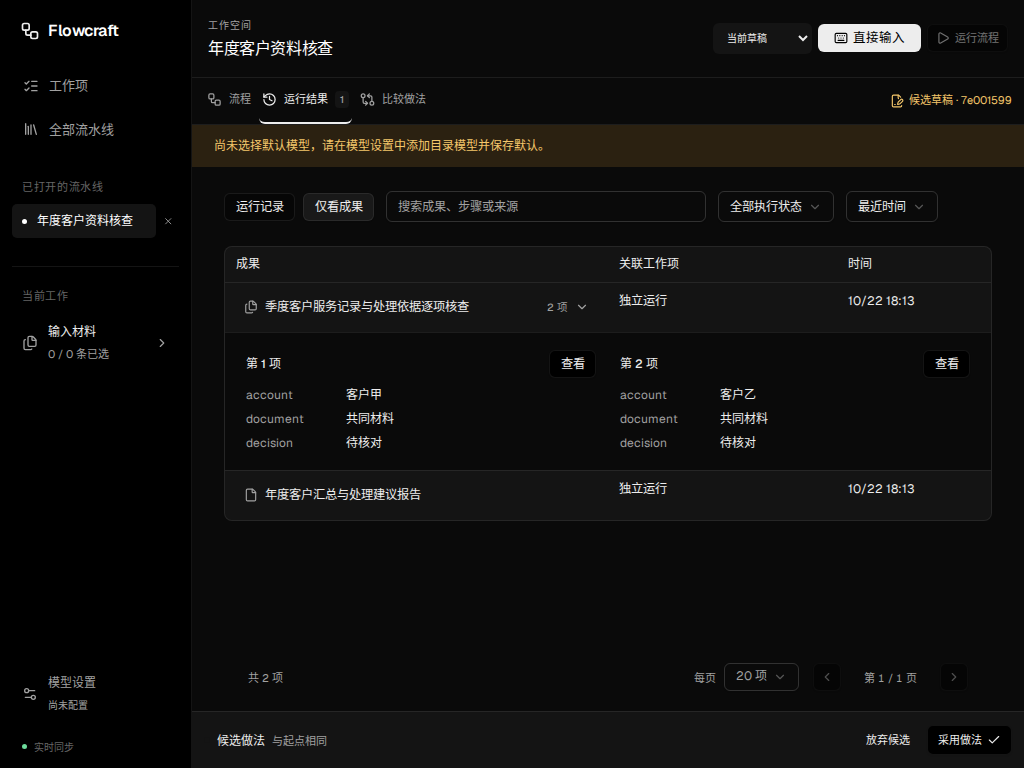 Flowcraft
工作项
全部流水线
已打开的流水线
年度客户资料核查
当前工作
输入材料
0 / 0 条已选
模型设置
尚未配置
实时同步
工作空间
年度客户资料核查
当前草稿
直接输入
运行流程
流程
运行结果 1
比较做法
候选草稿 · 7e001599
尚未选择默认模型，请在模型设置中添加目录模型并保存默认。
运行记录
仅看成果
搜索成果、步骤或来源
全部执行状态
最近时间
成果 关联工作项 时间
季度客户服务记录与处理依据逐项核查 2 项 独立运行 10/22 18:13
第 1 项 查看
account 客户甲
document 共同材料
decision 待核对
第 2 项 查看
account 客户乙
document 共同材料
decision 待核对
年度客户汇总与处理建议报告 独立运行 10/22 18:13
共 2 项
每页 20 项
第 1 / 1 页
候选做法 与起点相同
放弃候选
采用做法